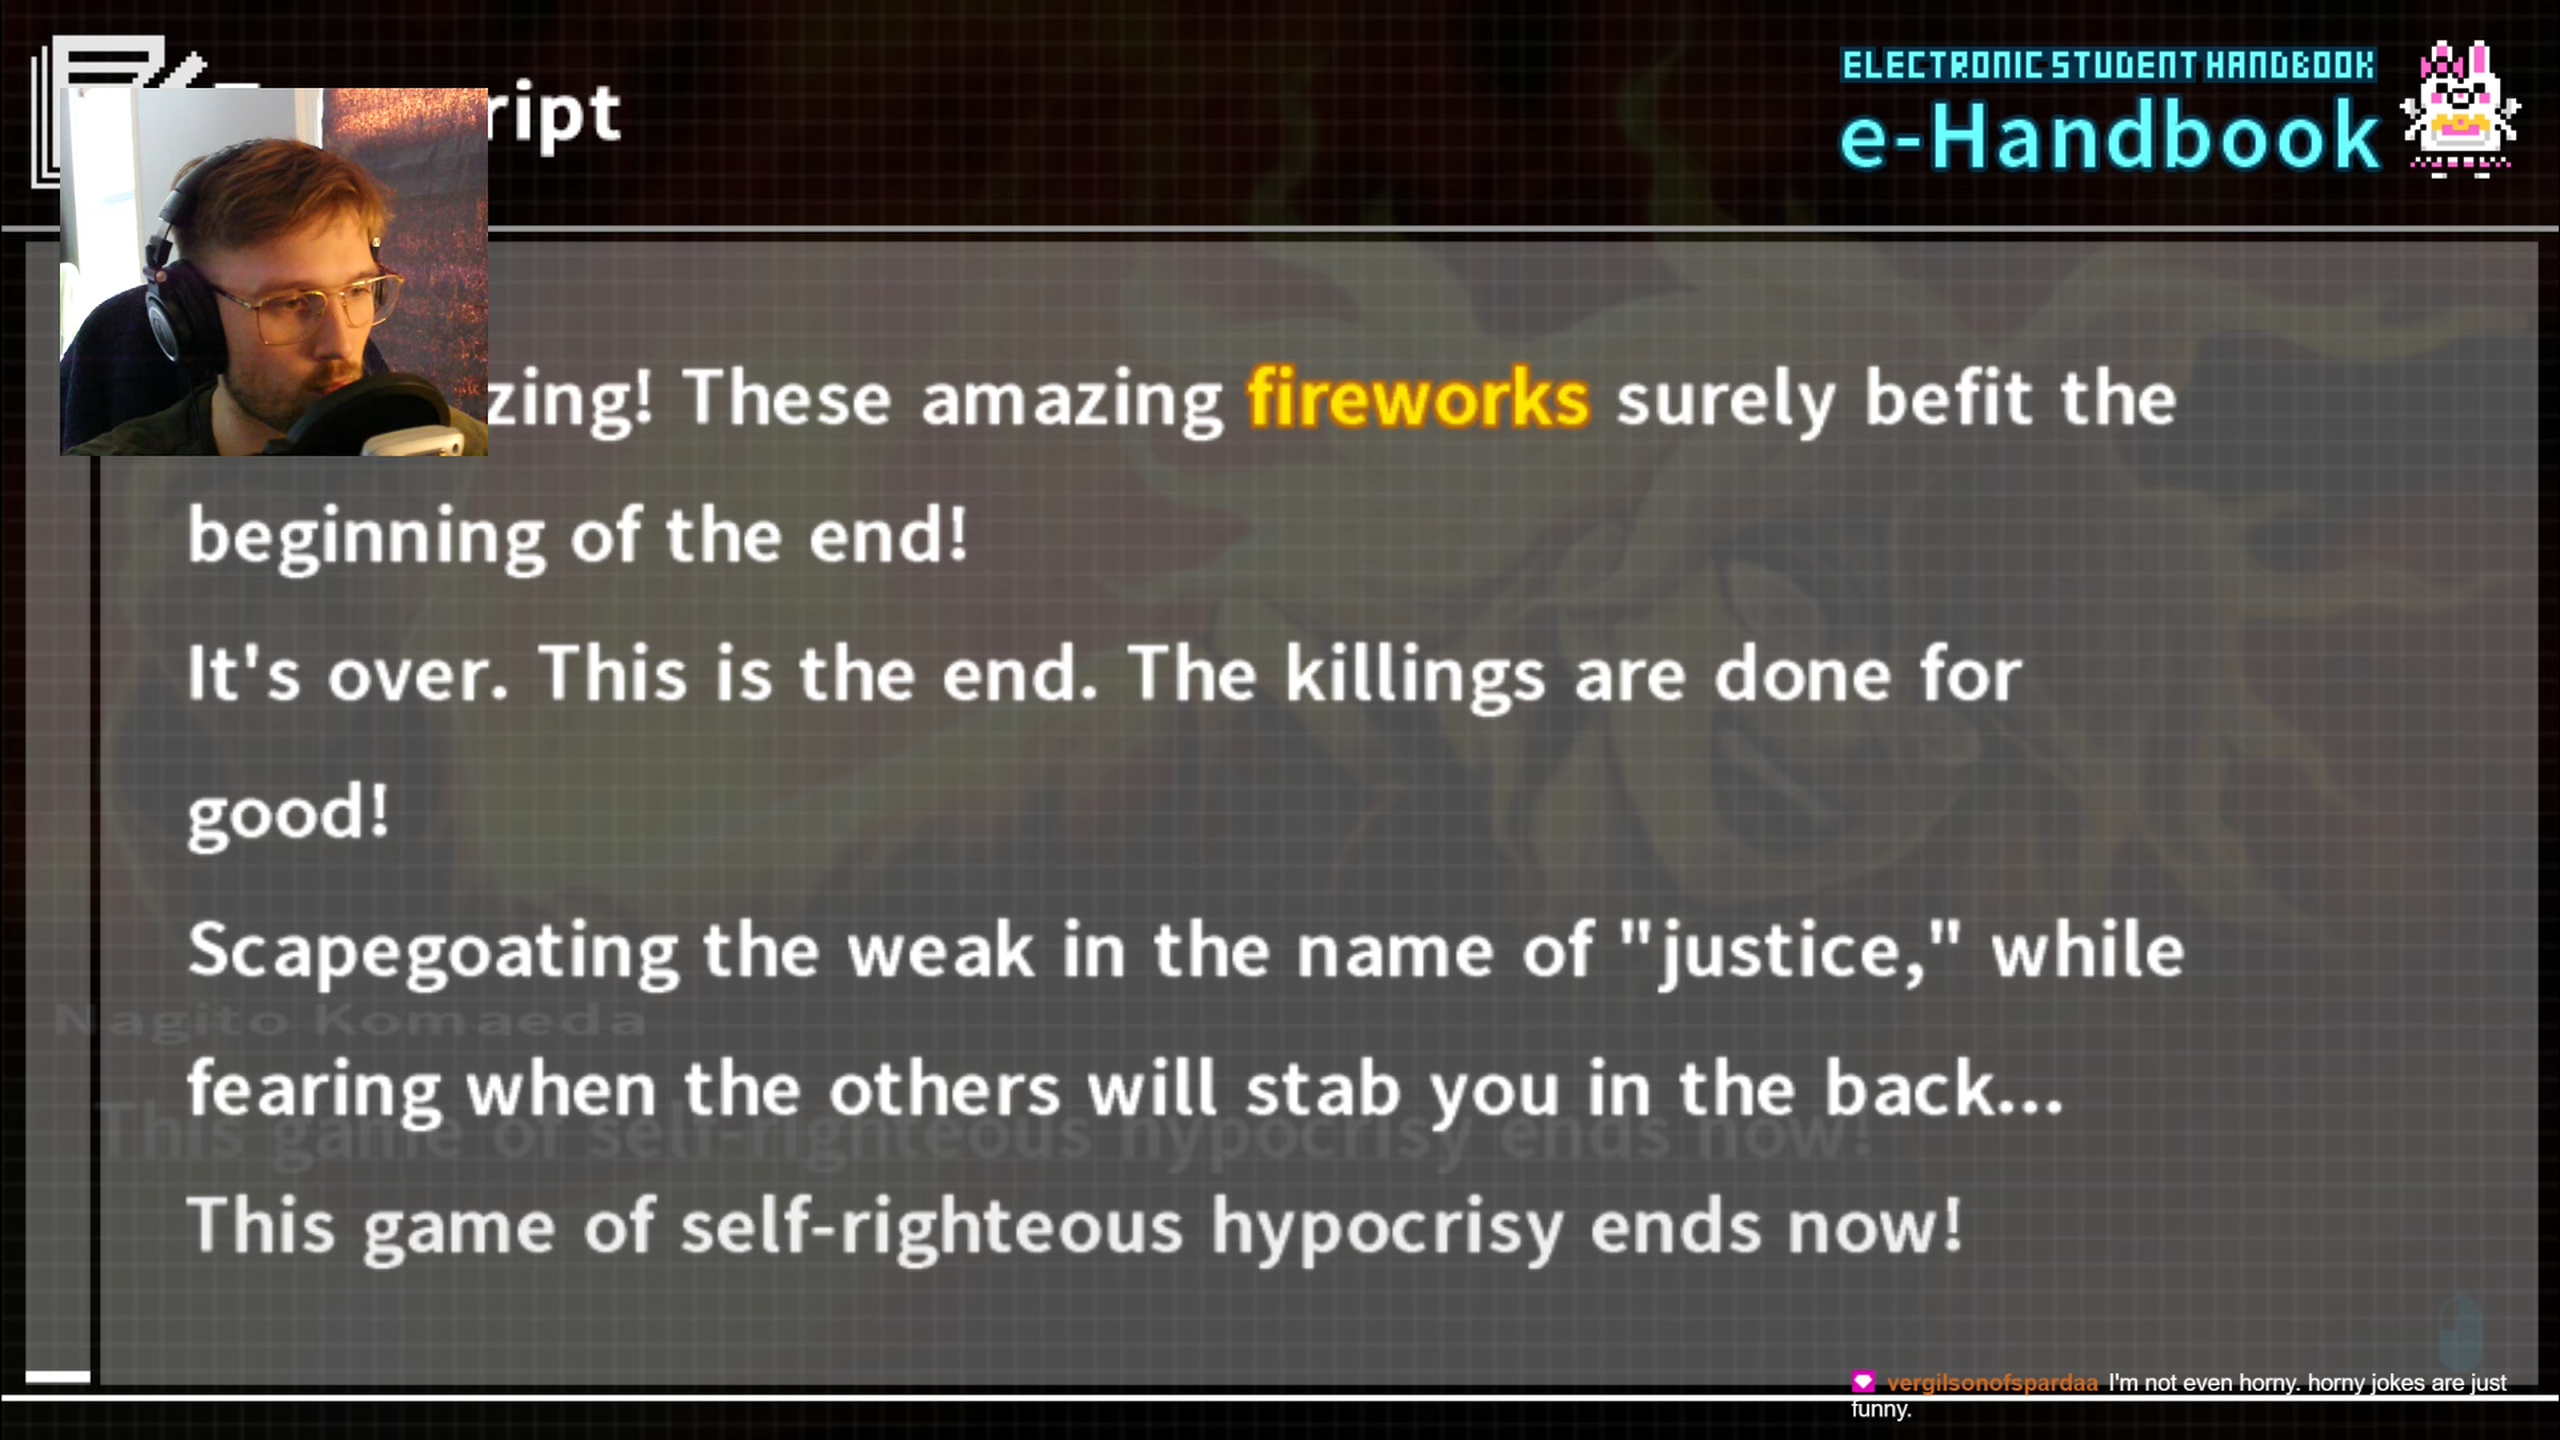 ript
ELECTRONIC STUDENT HANDBOOK
e-Handbook
zing! These amazing fireworks surely befit the
beginning of the end!
It's over. This is the end. The killings are done for
good!
Scapegoating the weak in the name of "justice," while
Nagito Komaeda
fearing when the others will stab you in the back...
This game of self-righteous hypocrisy ends now!
This game of self-righteous hypocrisy ends now!
vergilsonofspardaa I'm not even horny. horny jokes are just
funny.